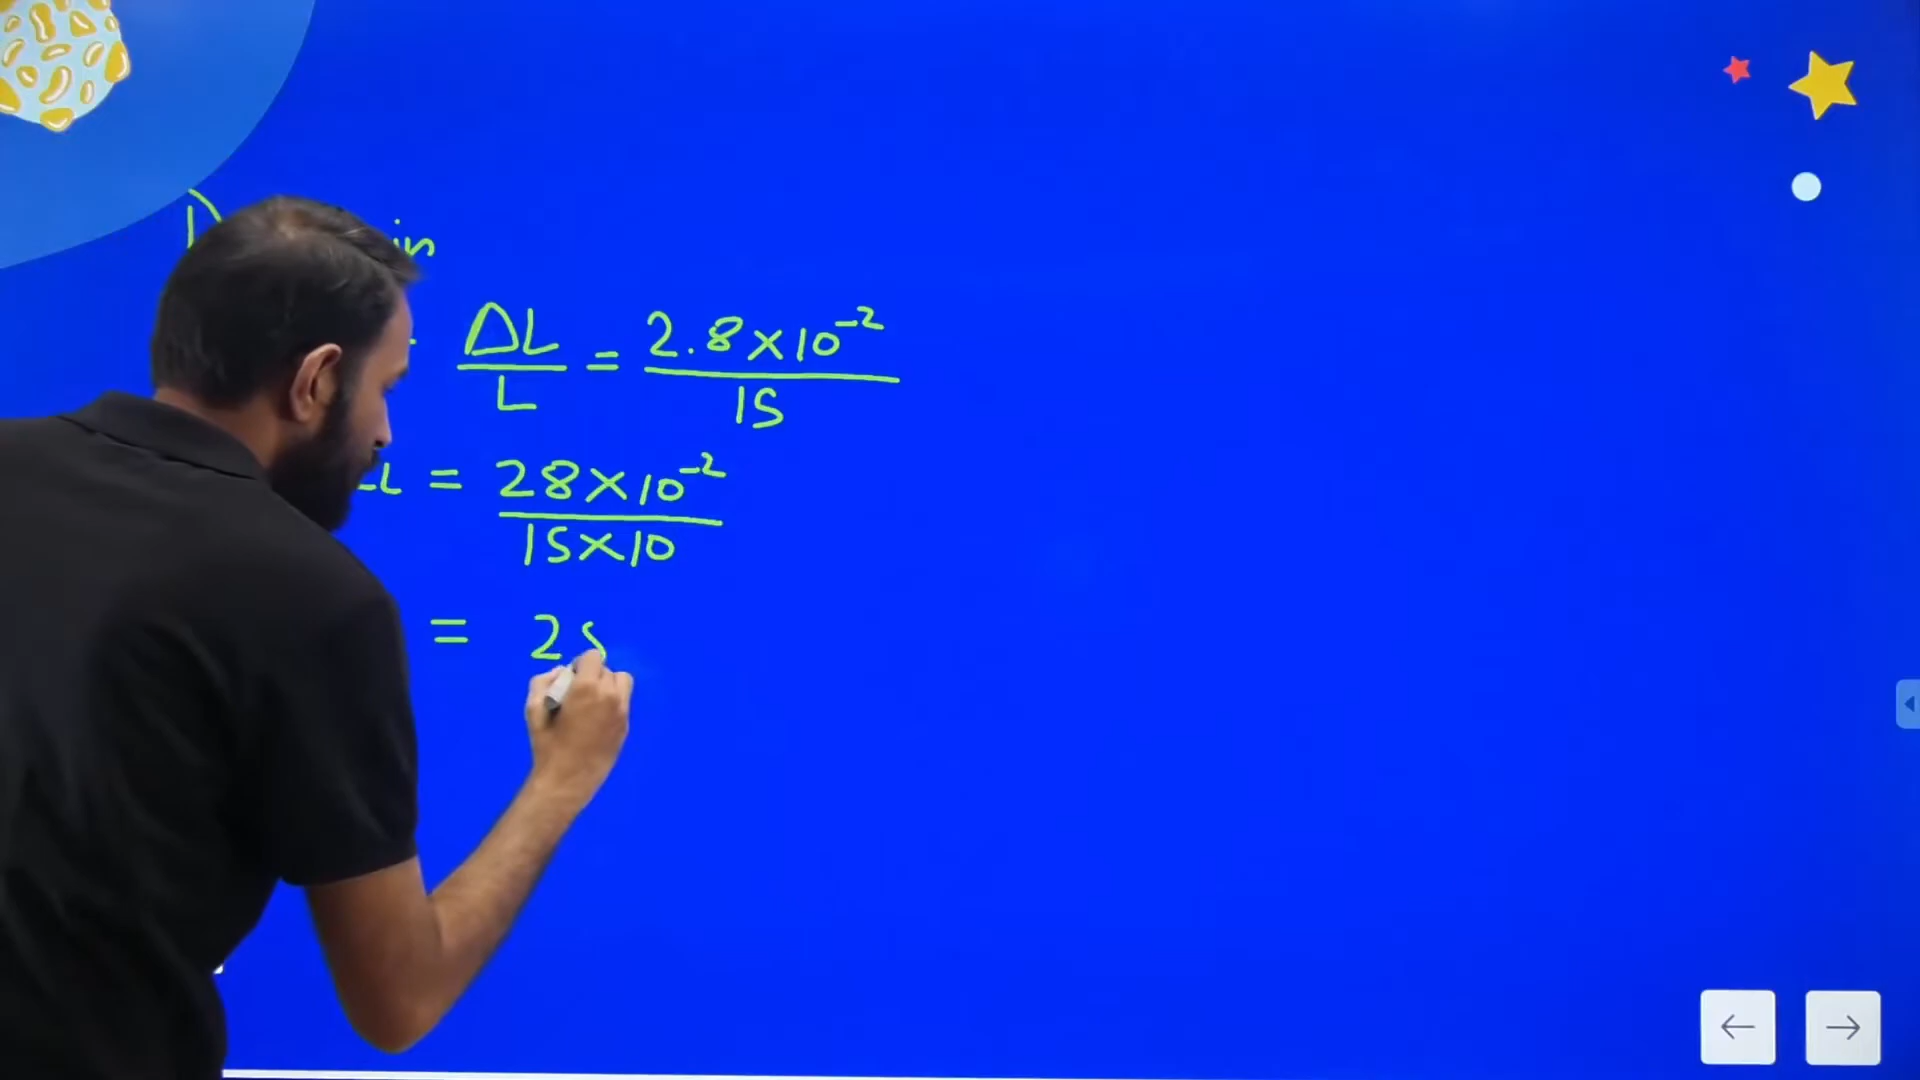 in
ΔL/L = 2.8×10⁻²/15
= 28×10⁻²/15×10
= 2